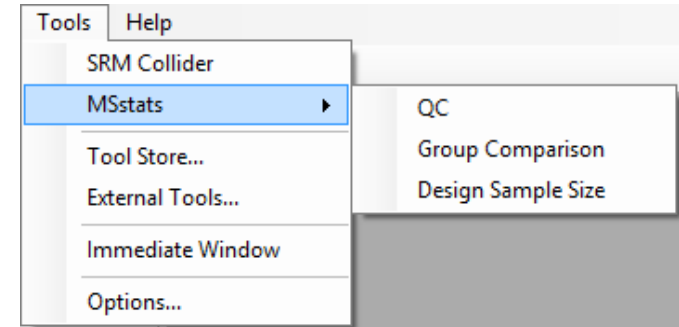 Tools Help
SRM Collider
MSstats
QC
Group Comparison
Design Sample Size
Tool Store...
External Tools...
Immediate Window
Options...